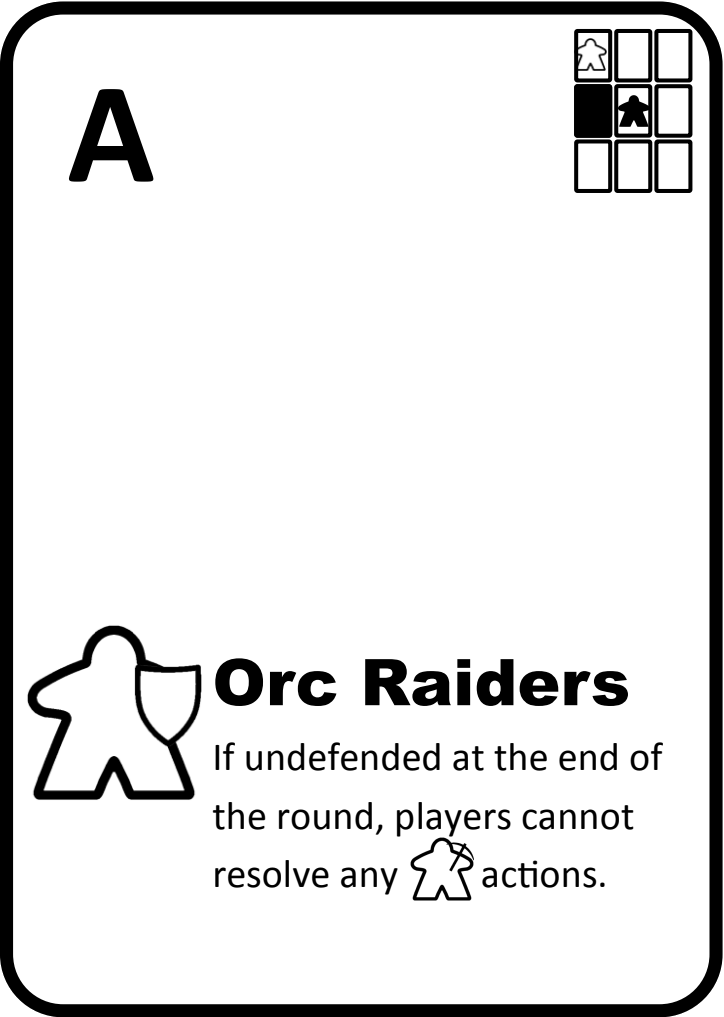 A
Orc Raiders
If undefended at the end of
the round, players cannot
resolve any actions.